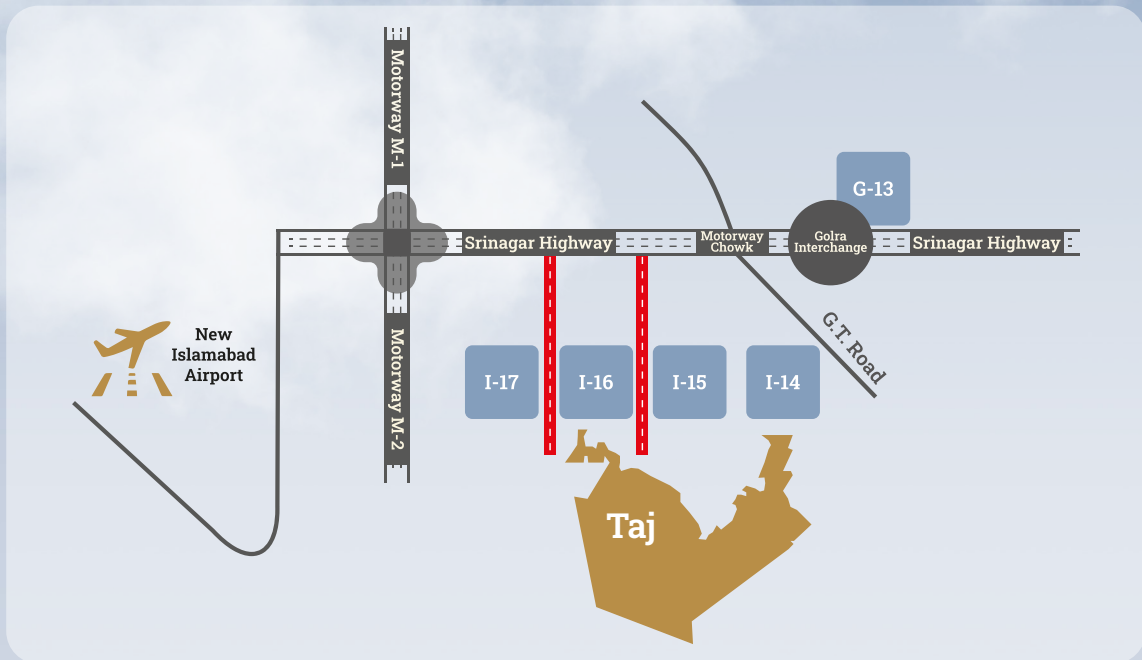 Motorway M-1
G-13
Srinagar Highway
Motorway
Chowk
Golra
Interchange
Srinagar Highway
New
Islamabad
Airport
Motorway M-2
G.T. Road
I-17
I-16
I-15
I-14
Taj